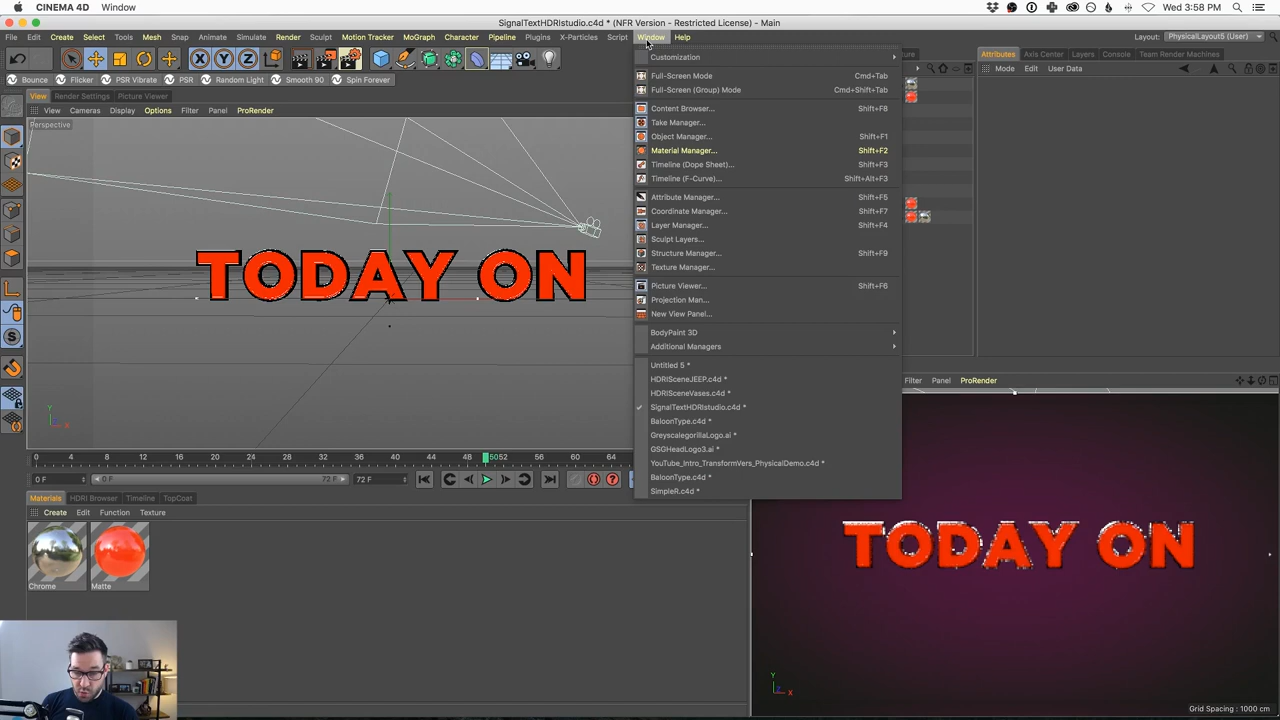 CINEMA 4D Window
Mon 3:58 PM
SignalTextHDRIstudio.c4d * (NFR Version - Restricted License) - Main
File Edit Create Select Tools Mesh Snap Animate Simulate Render Sculpt Motion Tracker MoGraph Character Pipeline Plugins X-Particles Script Window Help
Layout: PhysicalLayout5 (User)
Bounce Flicker PSR Vibrate PSR Random Light Smooth 90 Spin Forever
View Render Settings Picture Viewer
View Cameras Display Options Filter Panel ProRender
Perspective
Customization
Full-Screen Mode Cmd+Tab
Full-Screen (Group) Mode Cmd+Shift+Tab
Content Browser... Shift+F8
Take Manager...
Object Manager... Shift+F1
Material Manager... Shift+F2
Timeline (Dope Sheet)... Shift+F3
Timeline (F-Curve)... Shift+Alt+F3
Attribute Manager... Shift+F5
Coordinate Manager... Shift+F7
Layer Manager... Shift+F4
Sculpt Layers...
Structure Manager... Shift+F9
Texture Manager...
Picture Viewer... Shift+F6
Projection Man...
New View Panel...
BodyPaint 3D
Additional Managers
Untitled 5 *
HDRISceneJEEP.c4d *
HDRISceneVases.c4d *
SignalTextHDRIstudio.c4d *
BaloonType.c4d *
GreyscalegorillaLogo.ai *
GSGHeadLogo3.ai *
YouTube_Intro_TransformVers_PhysicalDemo.c4d *
BaloonType.c4d *
SimpleR.c4d *
Attributes Axis Center Layers Team Render Machines
Mode Edit User Data
TODAY ON
Y
X
0 4 8 12 16 20 24 28 32 36 40 44 48 50 52 56 60 64
0 F 0 F 72 F 72 F
Materials HDRI Browser Timeline TopCoat
Create Edit Function Texture
Chrome Matte
Filter Panel ProRender
TODAY ON
Y
Z X
Grid Spacing : 1000 cm